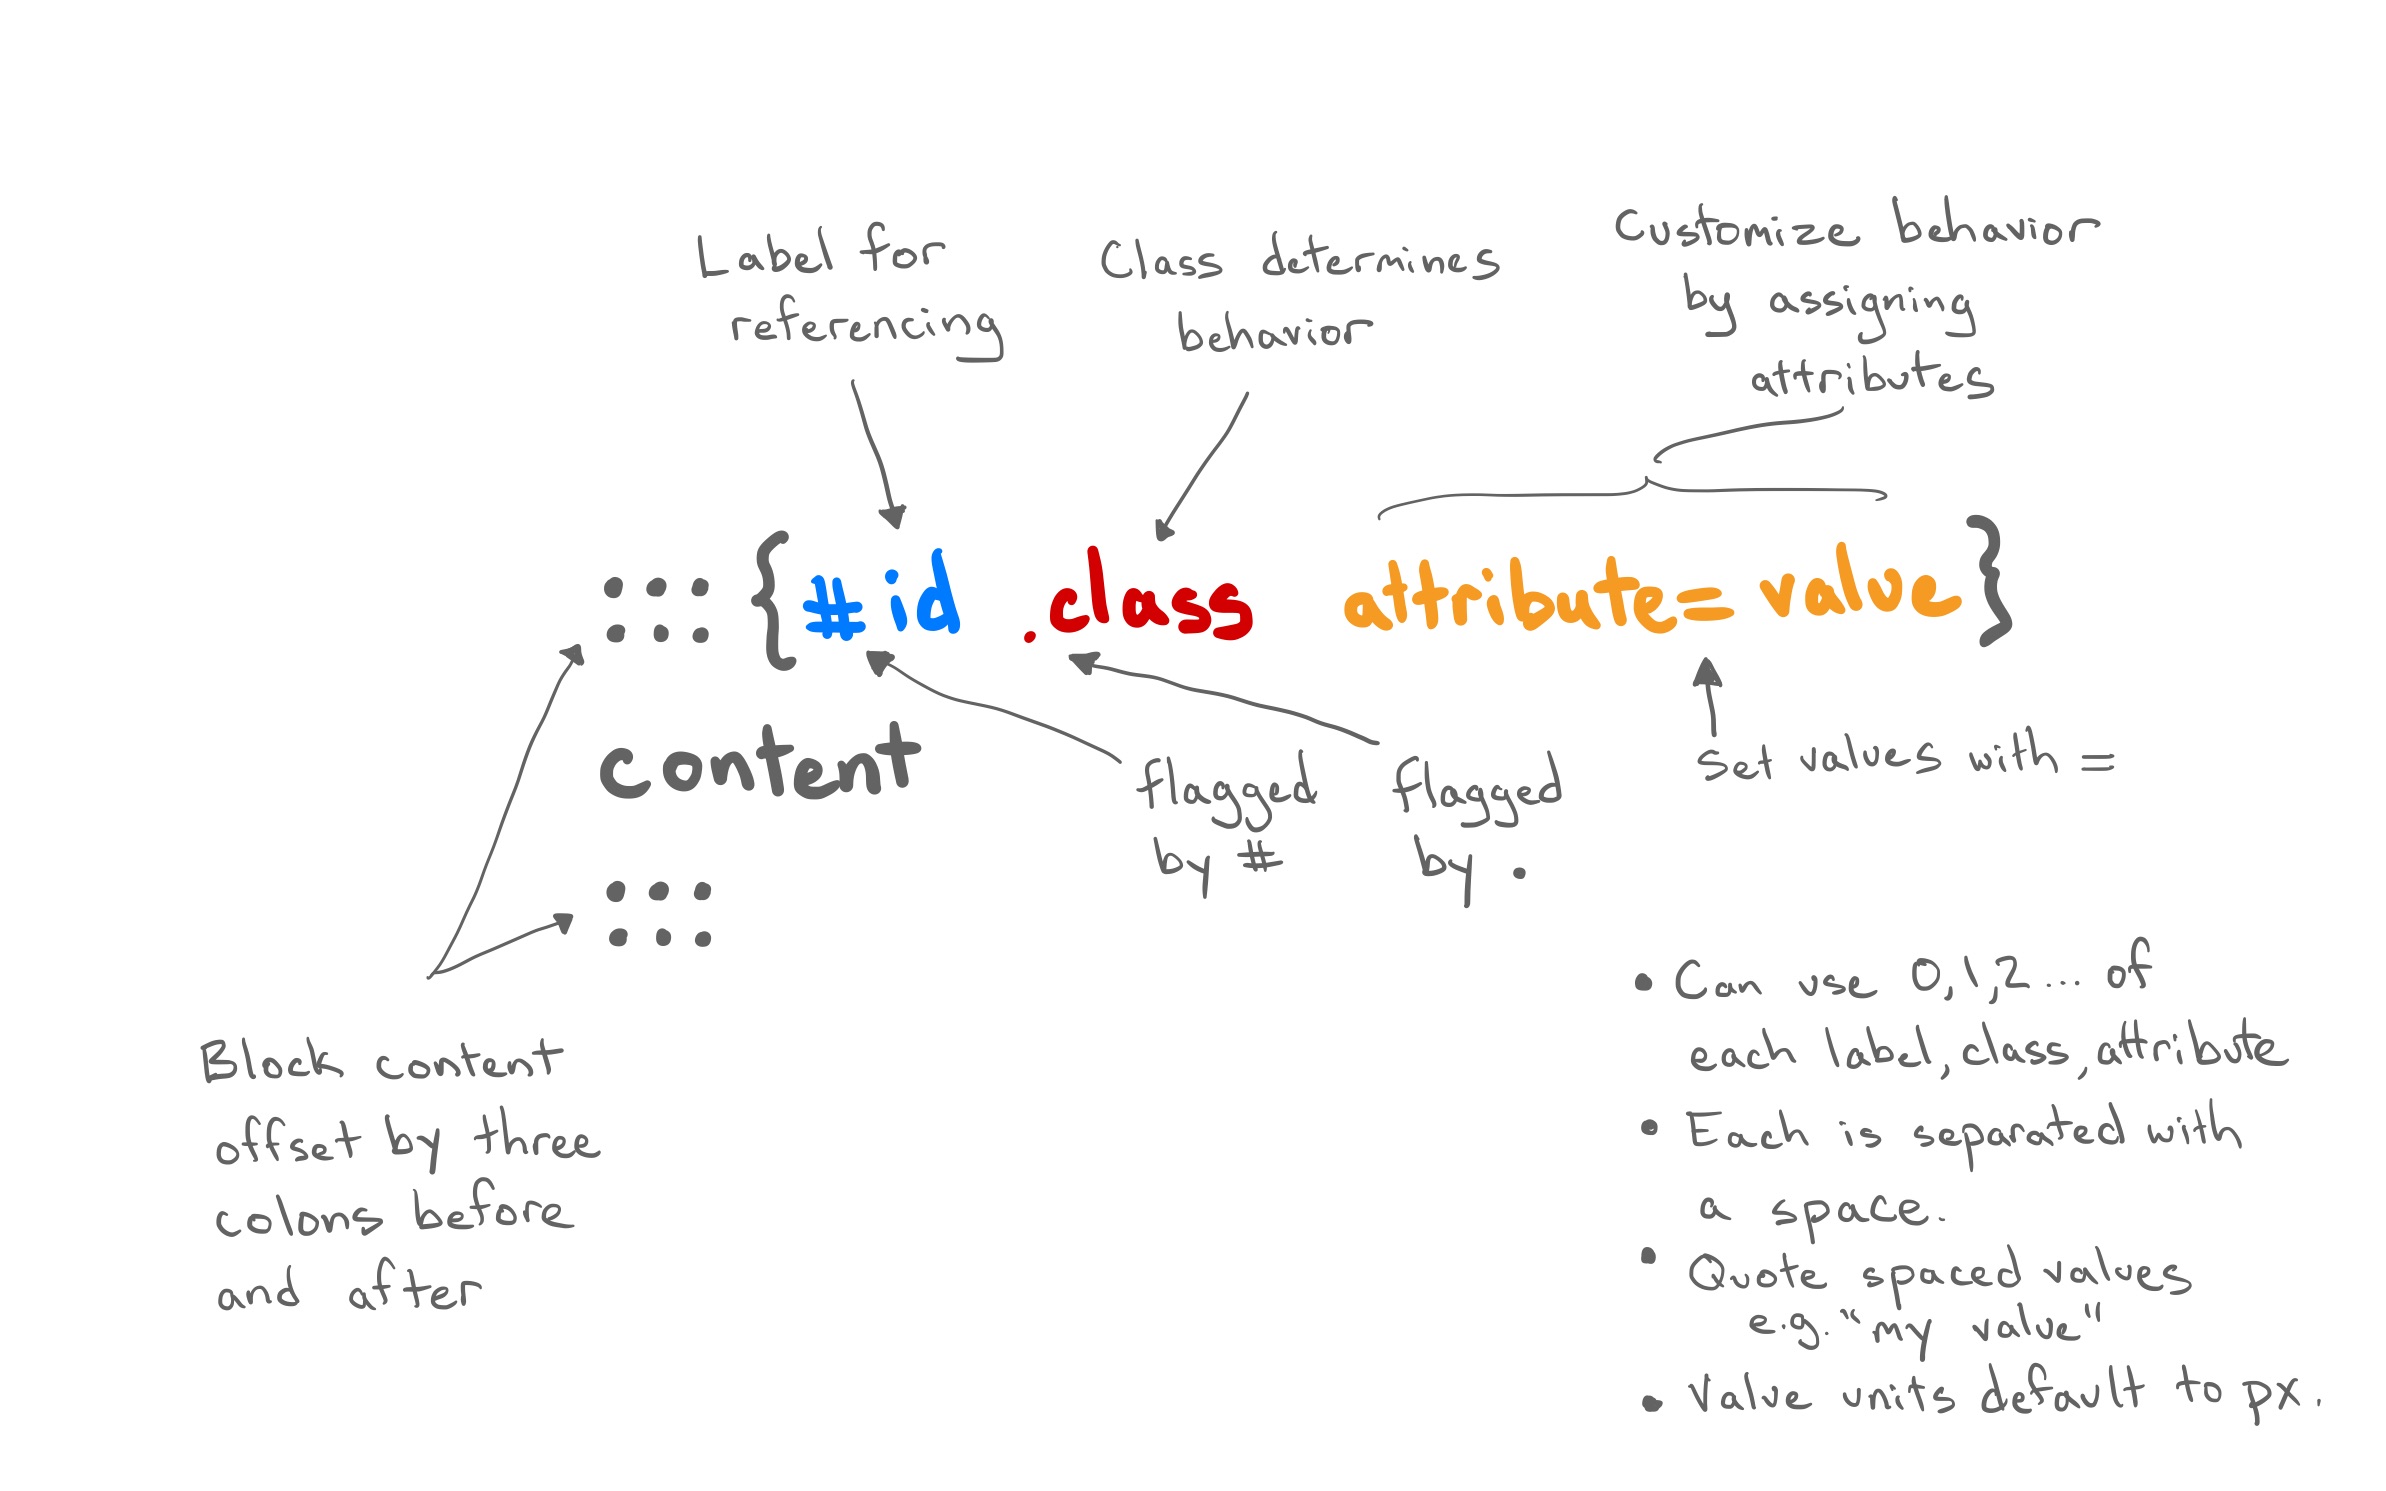 Label for
referencing
Class determines
behavior
Customize behavior
by assigning
attributes
::: {#id .class attribute=value}
content
:::
flagged
by #
flagged
by .
set values with =
Block content
offset by three
colons before
and after
• Can use 0,1,2... of
each label, class, attribute
• Each is separated with
a space.
• Quote spaced values
e.g. "my value"
• Value units default to px.